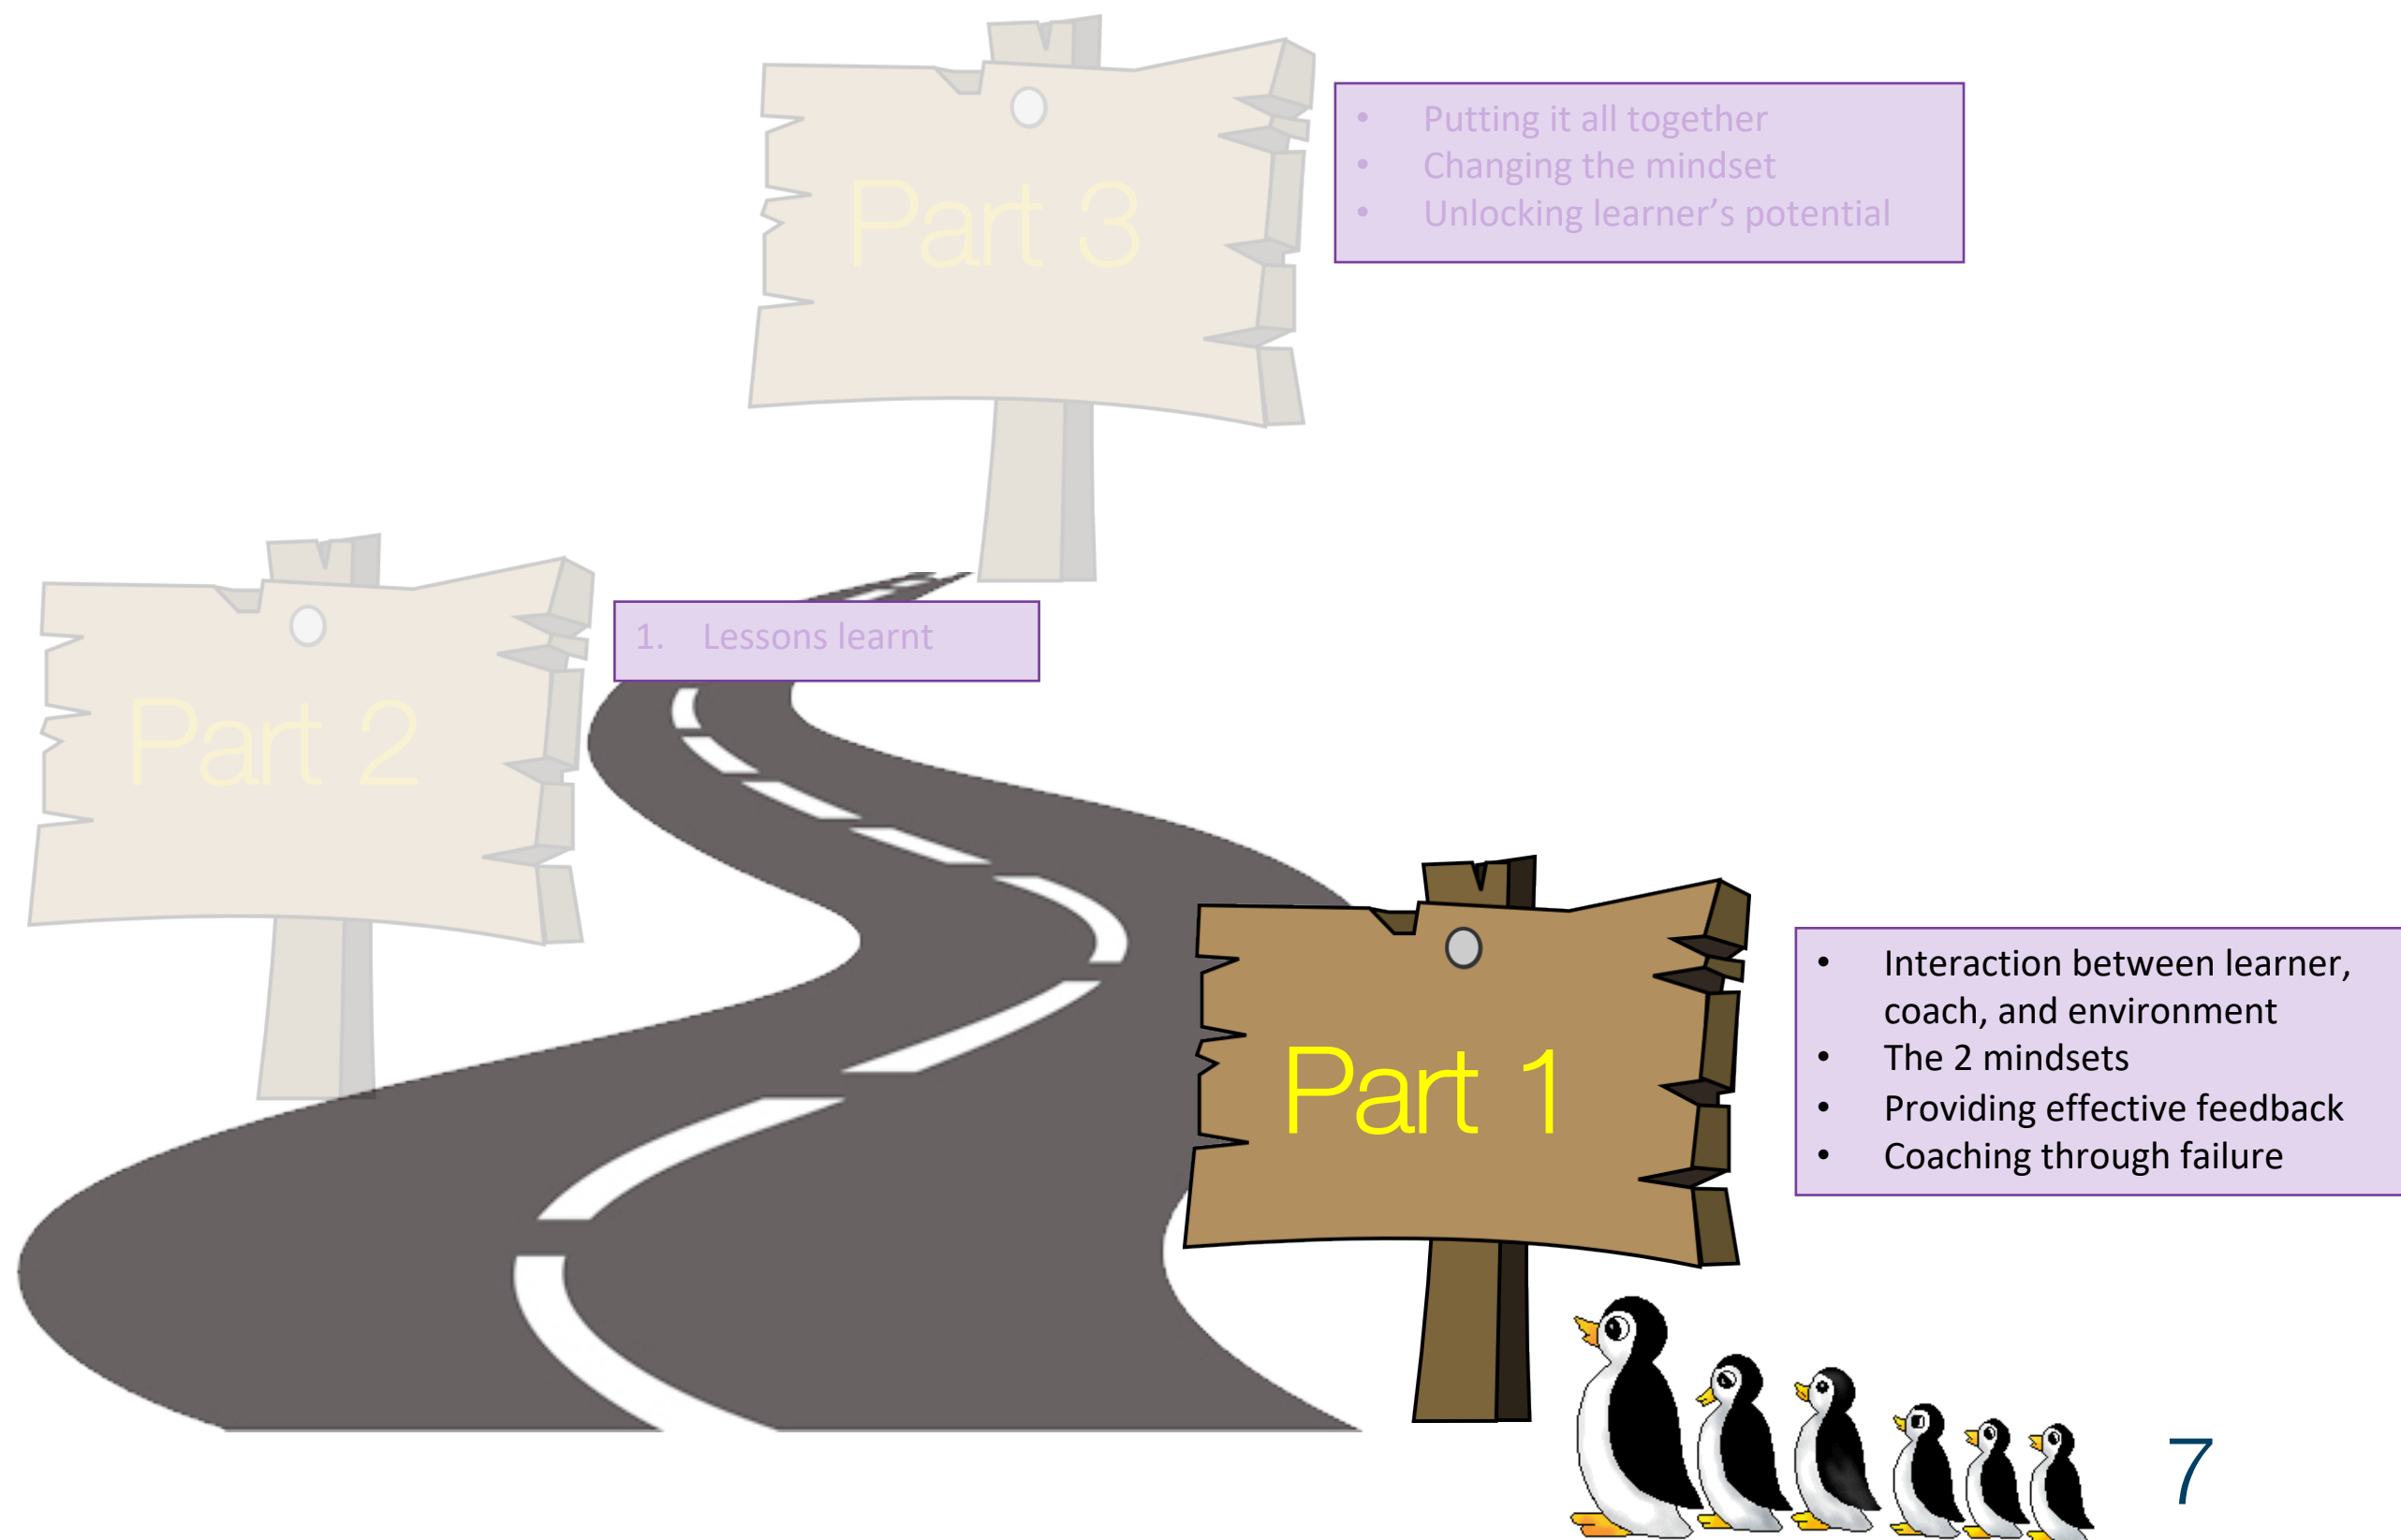 Part 3
• Putting it all together
• Changing the mindset
• Unlocking learner’s potential
Part 2
1. Lessons learnt
Part 1
• Interaction between learner,
coach, and environment
• The 2 mindsets
• Providing effective feedback
• Coaching through failure
7